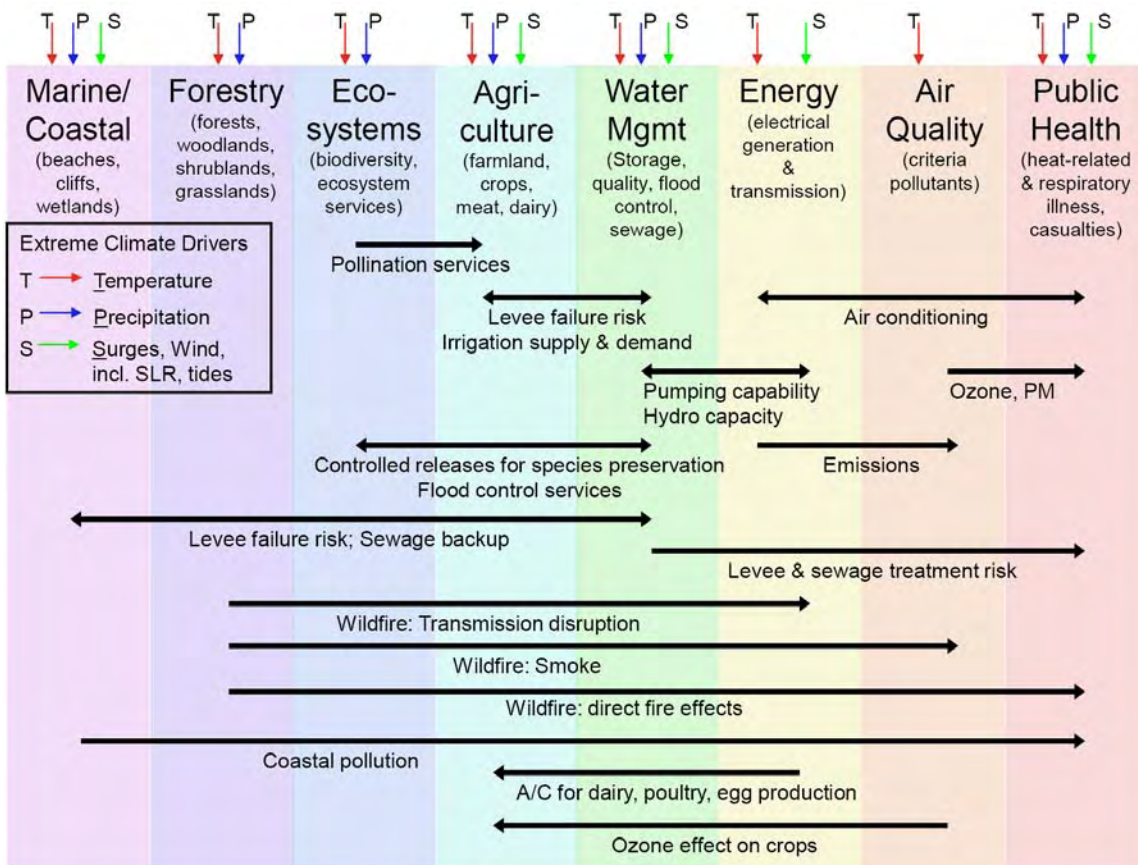 T P S T P T P T P S T P S T S T T P S
Marine/
Coastal
(beaches,
cliffs,
wetlands)
Forestry
(forests,
woodlands,
shrublands,
grasslands)
Eco-
systems
(biodiversity,
ecosystem
services)
Agri-
culture
(farmland,
crops,
meat, dairy)
Water
Mgmt
(Storage,
quality, flood
control,
sewage)
Energy
(electrical
generation
&
transmission)
Air
Quality
(criteria
pollutants)
Public
Health
(heat-related
& respiratory
illness,
casualties)
Extreme Climate Drivers
T Temperature
P Precipitation
S Surges, Wind,
incl. SLR, tides
Pollination services
Levee failure risk
Irrigation supply & demand
Air conditioning
Pumping capability
Hydro capacity
Ozone, PM
Controlled releases for species preservation
Flood control services
Emissions
Levee failure risk; Sewage backup
Levee & sewage treatment risk
Wildfire: Transmission disruption
Wildfire: Smoke
Wildfire: direct fire effects
Coastal pollution
A/C for dairy, poultry, egg production
Ozone effect on crops